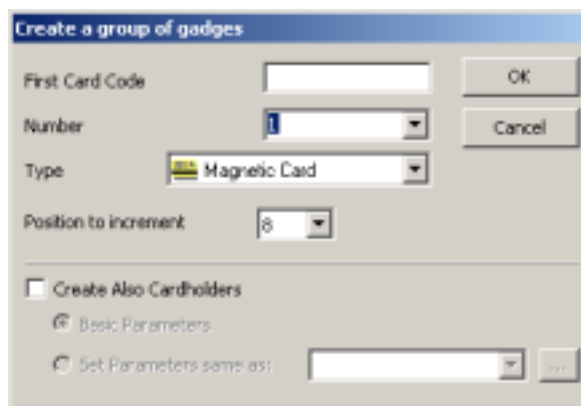 Create a group of gadges
First Card Code
OK
Number
1
Cancel
Type
Magnetic Card
Position to increment
8
Create Also Cardholders
Basic Parameters
Set Parameters same as:
...